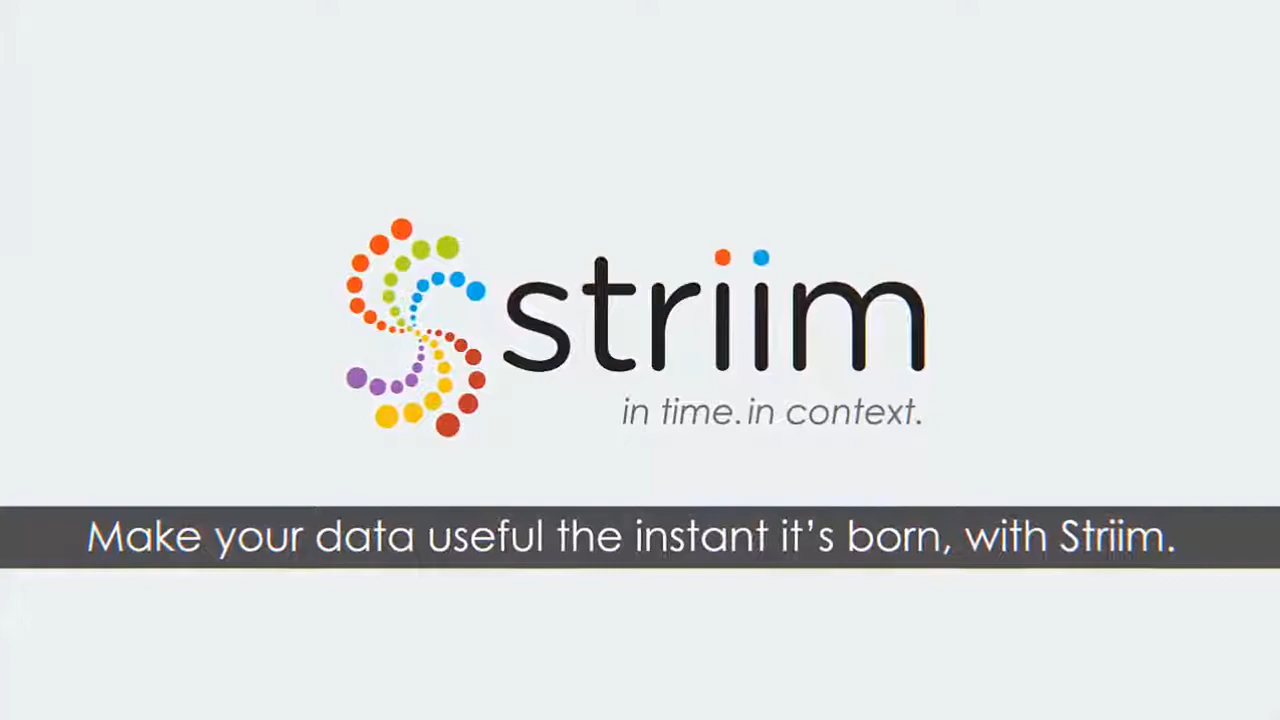 striim
in time. in context.
Make your data useful the instant it’s born, with Striim.